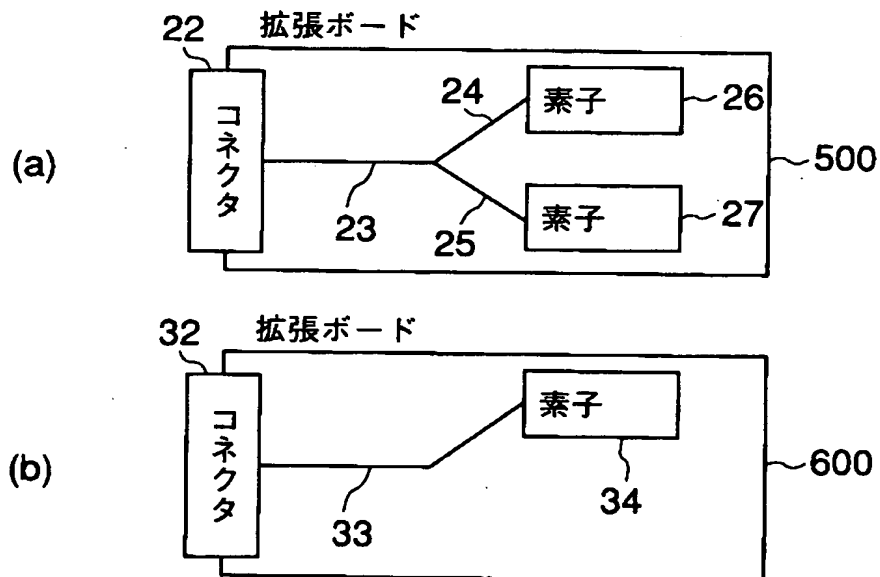 拡張ボード
22
コネクタ
24
素子
26
(a)
500
23
25
素子
27
拡張ボード
32
コネクタ
素子
(b)
600
33
34